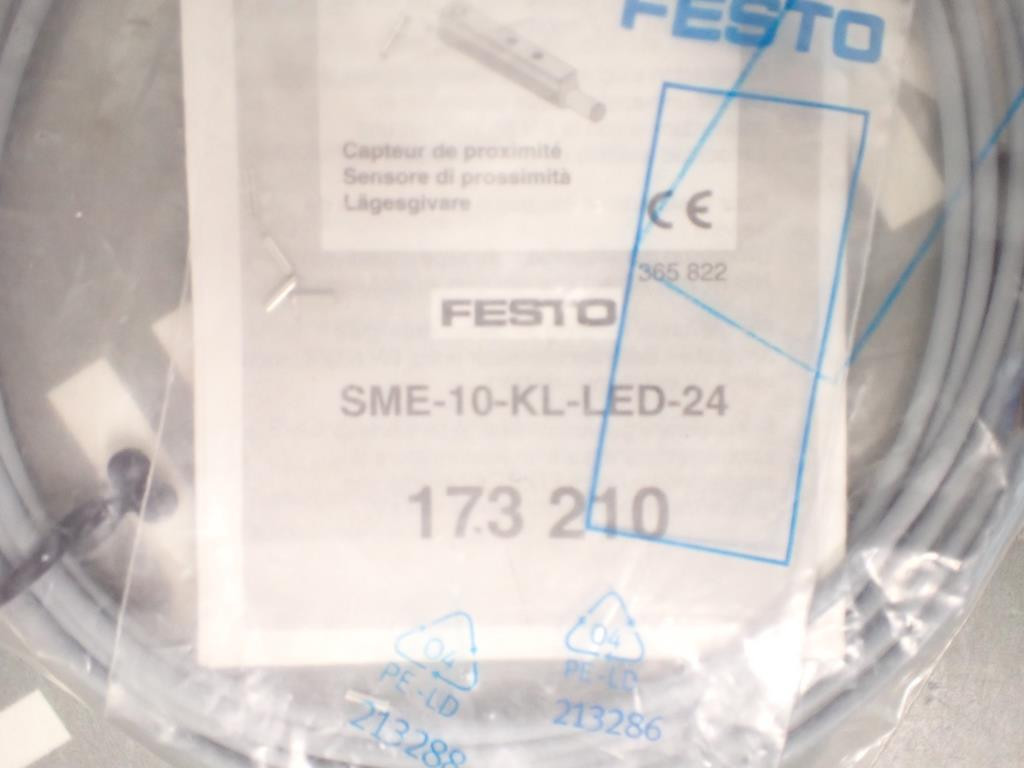 FESTO
Capteur de proximité
Sensore di prossimità
Lägesgivare
CE
365 822
FESTO
SME-10-KL-LED-24
173 210
04
PE-LD
213288
04
PE-LD
213286